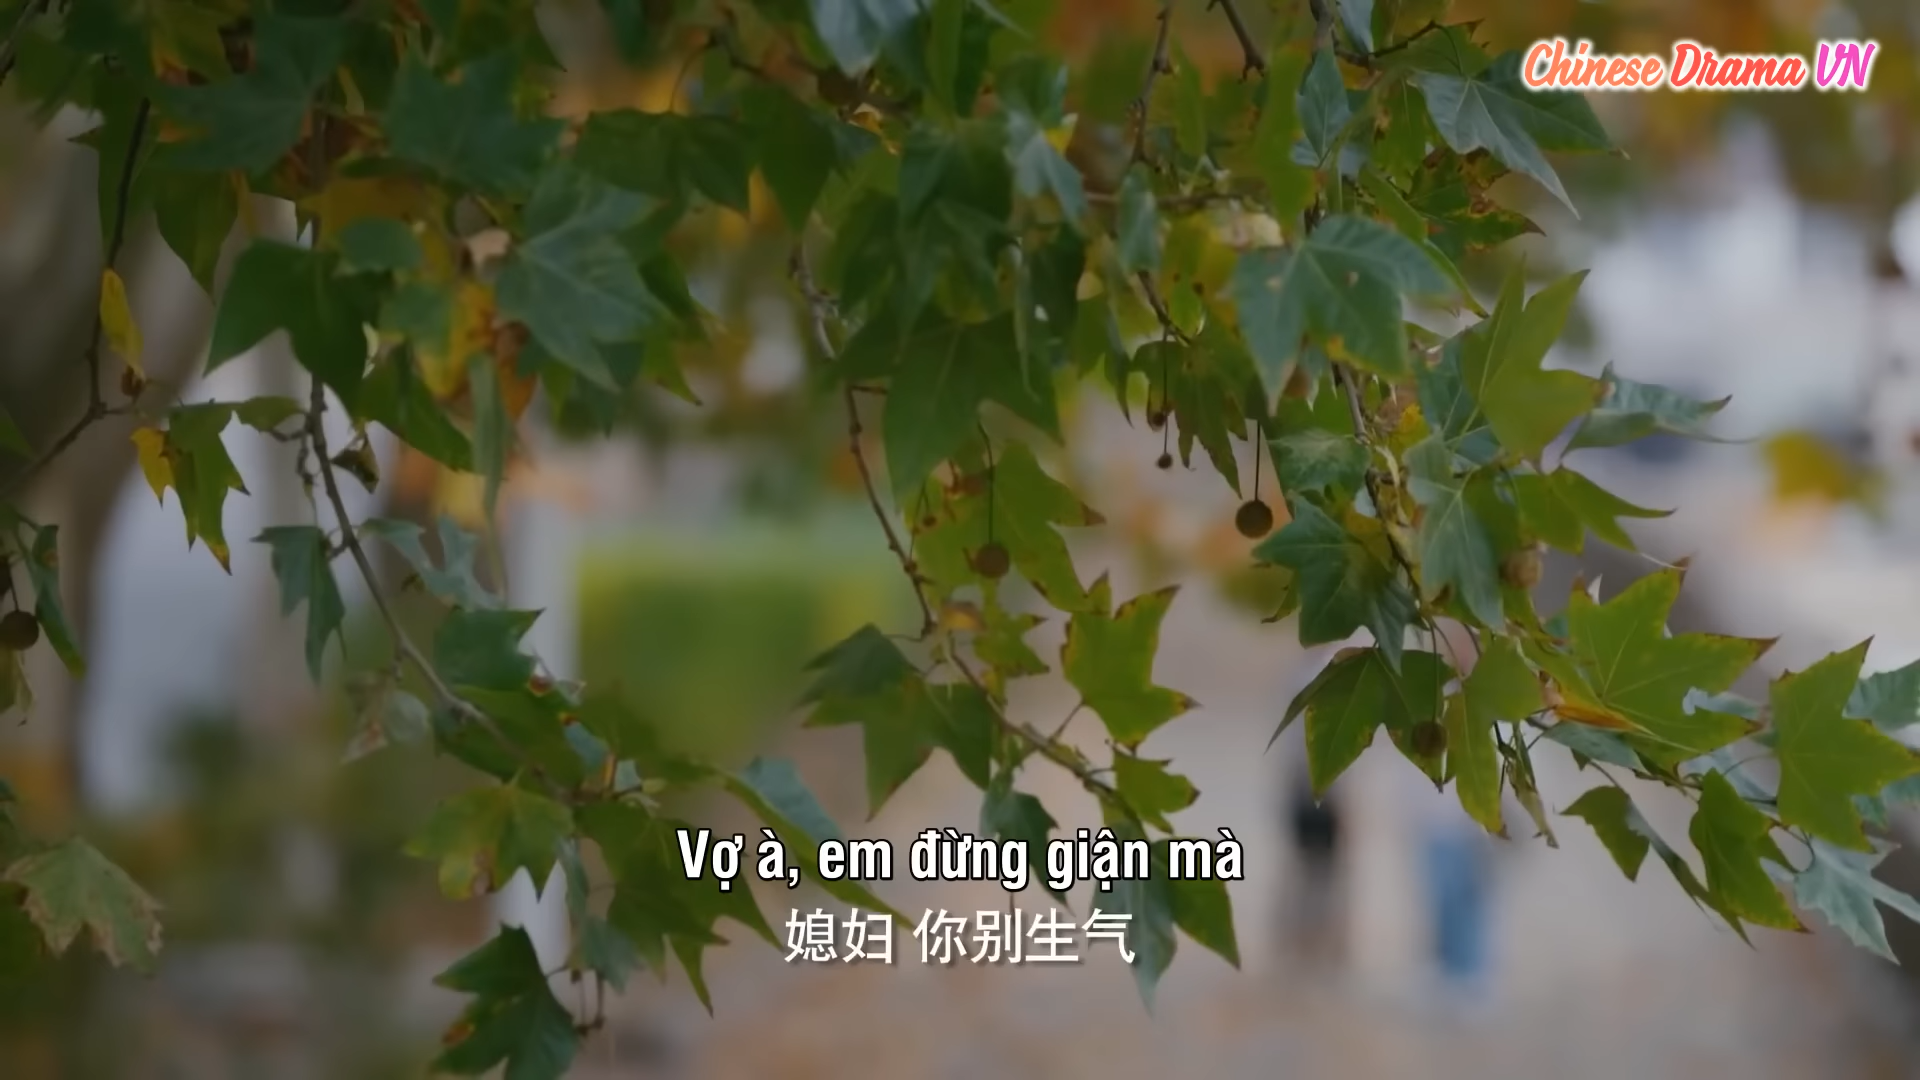 Chinese Drama VN
Vợ à, em đừng giận mà
媳妇 你别生气